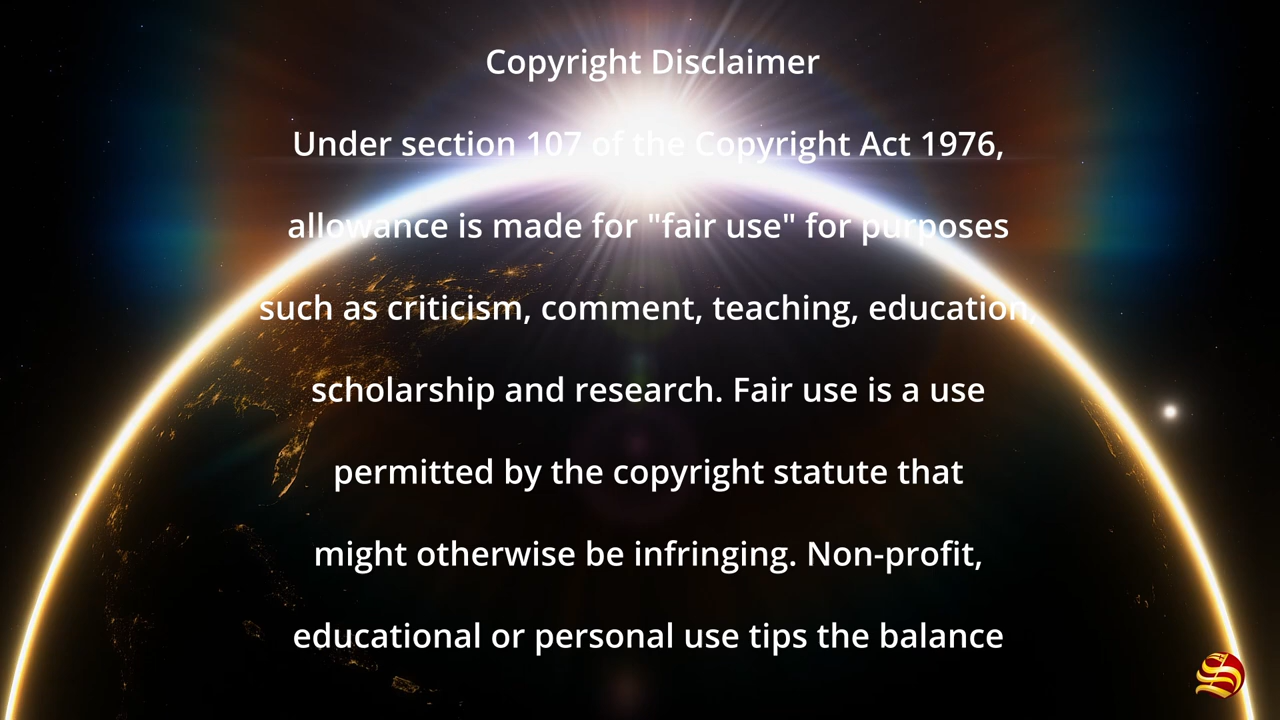 Copyright Disclaimer
Under section 107 of the Copyright Act 1976,
allowance is made for "fair use" for purposes
such as criticism, comment, teaching, education,
scholarship and research. Fair use is a use
permitted by the copyright statute that
might otherwise be infringing. Non-profit,
educational or personal use tips the balance
S